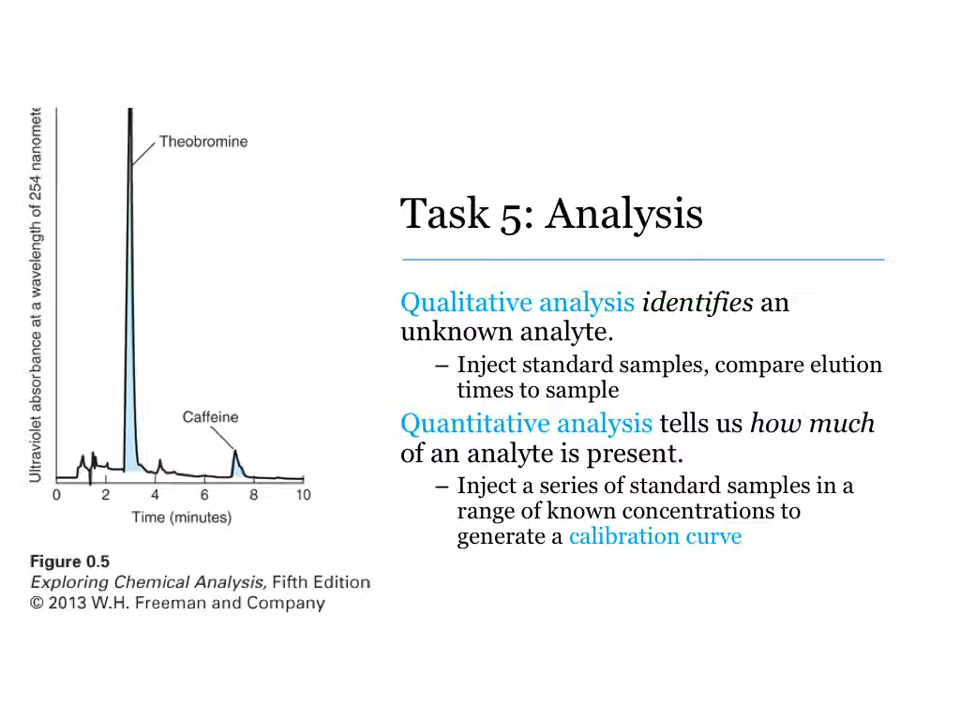 Ultraviolet absorbance at a wavelength of 254
Theobromine
Caffeine
0 2 4 6 8 10
Time (minutes)
Figure 0.5
Exploring Chemical Analysis, Fifth Edition
© 2013 W.H. Freeman and Company
Task 5: Analysis
Qualitative analysis identifies an
unknown analyte.
– Inject standard samples, compare elution
times to sample
Quantitative analysis tells us how much
of an analyte is present.
– Inject a series of standard samples in a
range of known concentrations to
generate a calibration curve